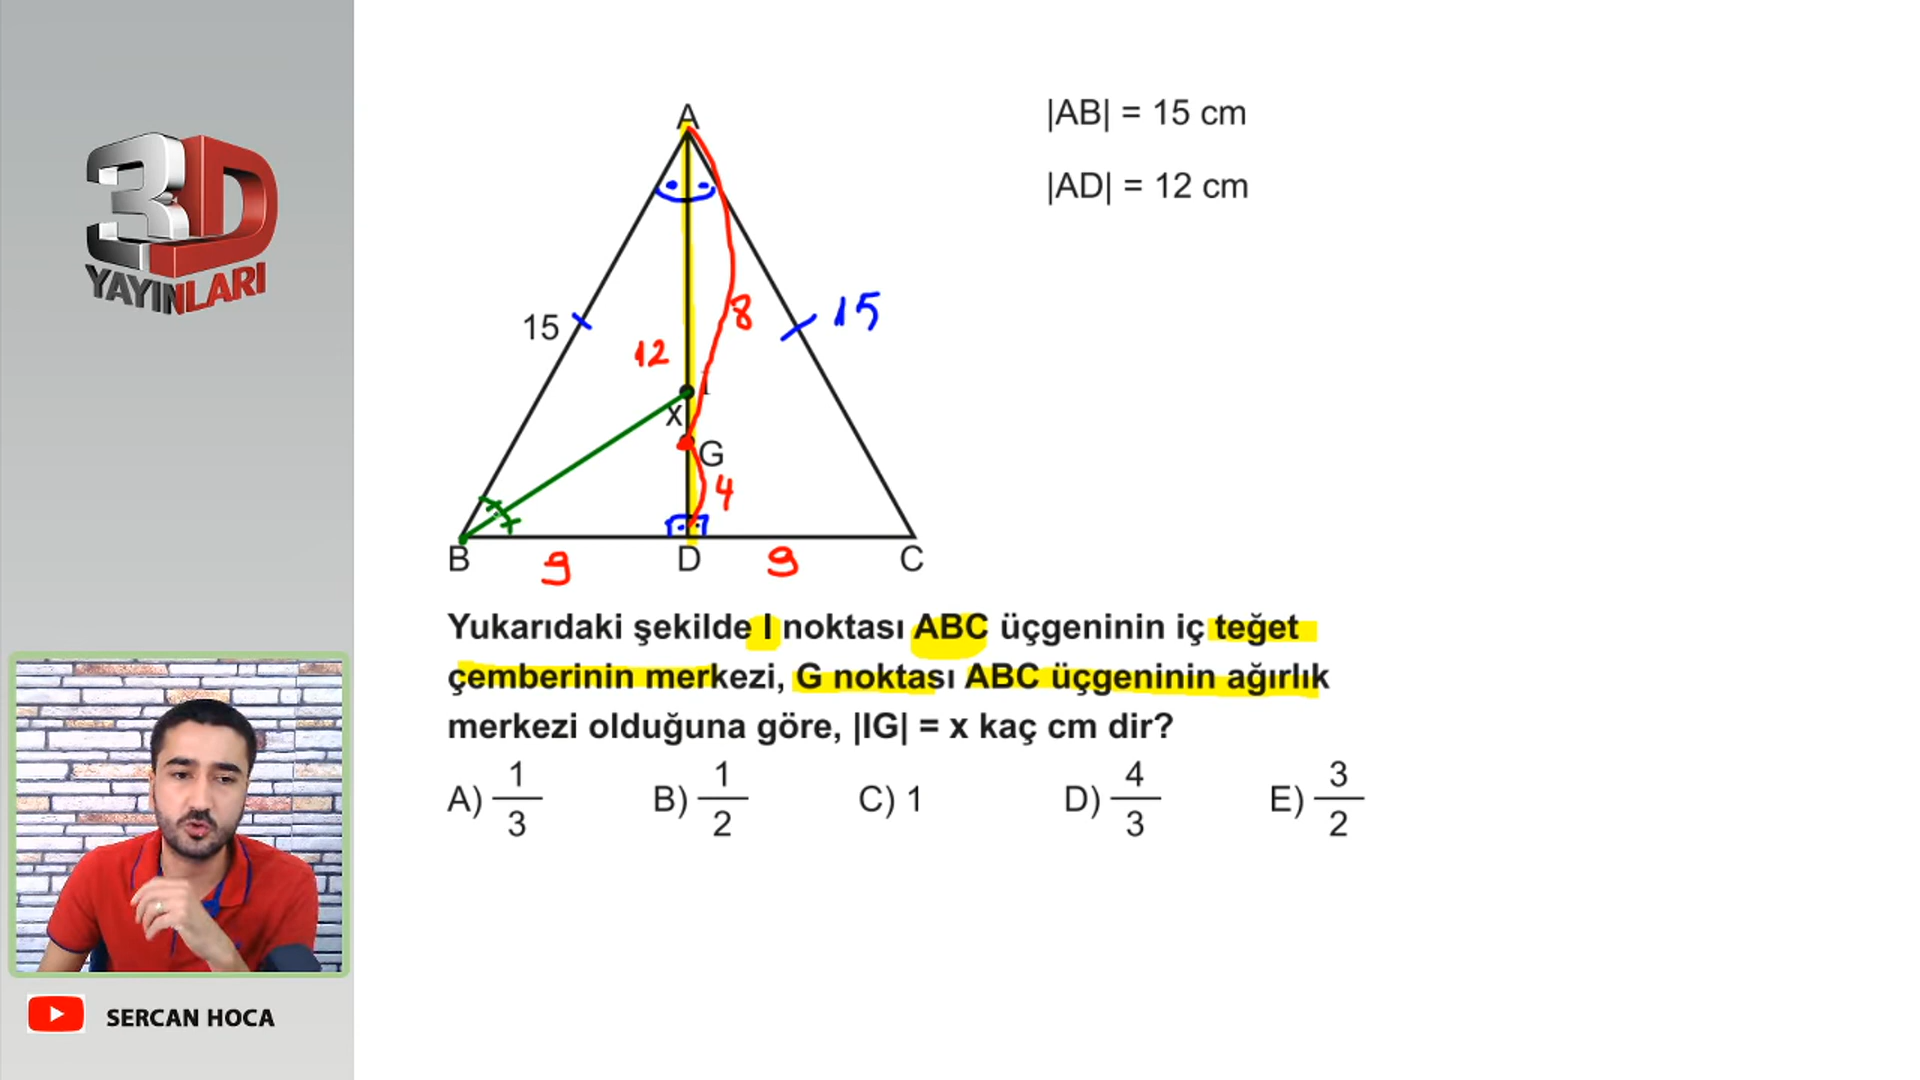 3D
YAYINLARI
|AB| = 15 cm
|AD| = 12 cm
A
15
15
8
12
I
x
G
4
B
D
C
9
9
Yukarıdaki şekilde I noktası ABC üçgeninin iç teğet
çemberinin merkezi, G noktası ABC üçgeninin ağırlık
merkezi olduğuna göre, |IG| = x kaç cm dir?
A) 1/3 B) 1/2 C) 1 D) 4/3 E) 3/2
SERCAN HOCA